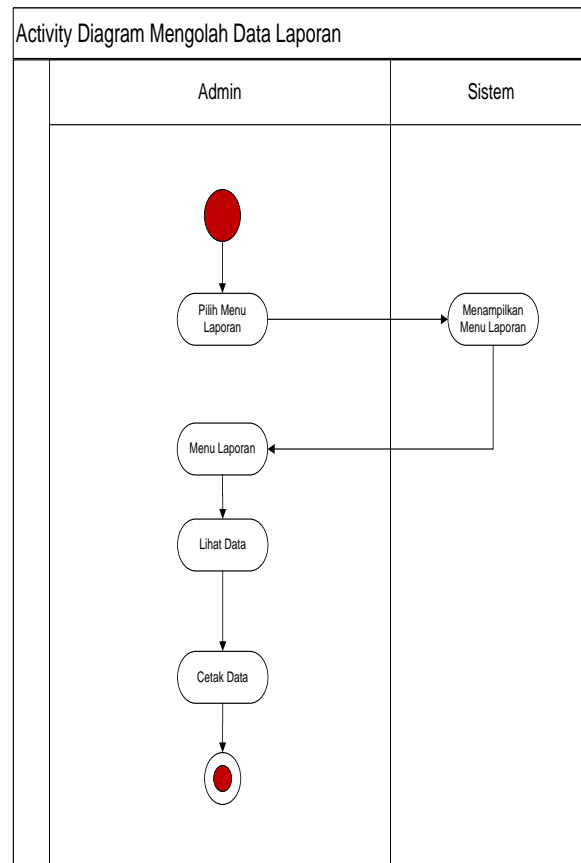 Activity Diagram Mengolah Data Laporan
Admin
Sistem
Pilih Menu
Laporan
Menampilkan
Menu Laporan
Menu Laporan
Lihat Data
Cetak Data